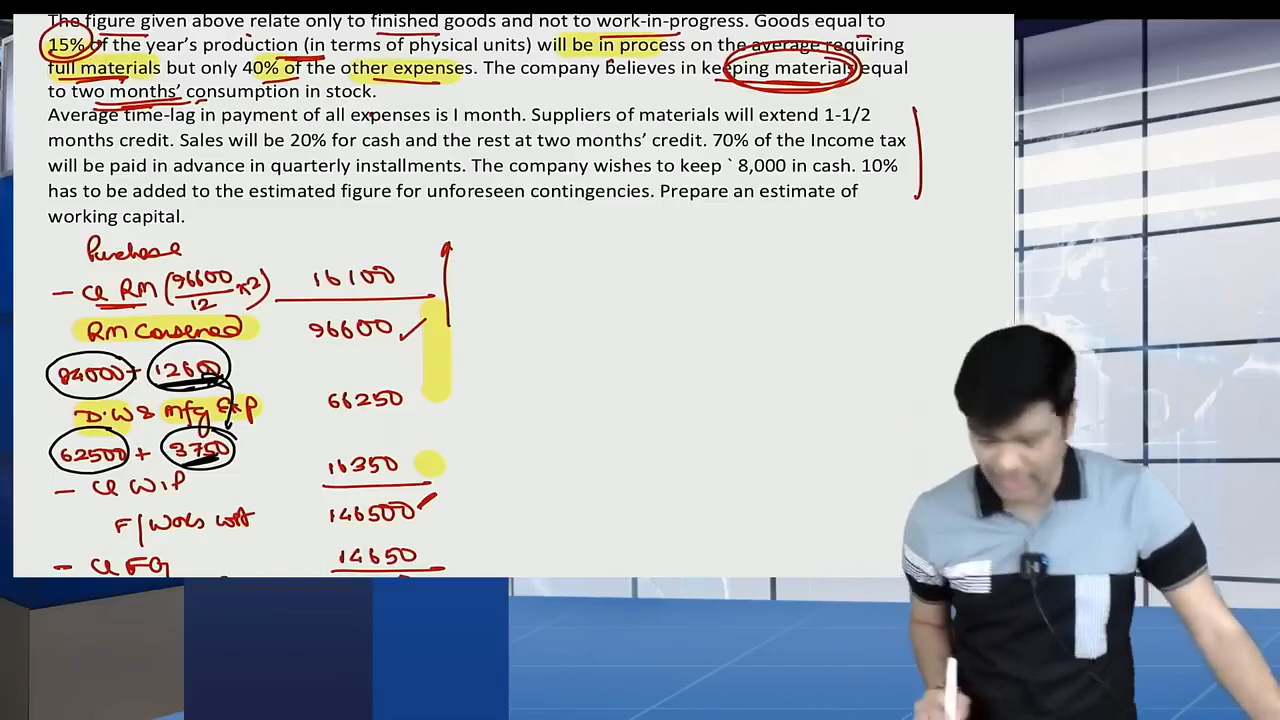 The figure given above relate only to finished goods and not to work-in-progress. Goods equal to
15% of the year's production (in terms of physical units) will be in process on the average requiring
full materials but only 40% of the other expenses. The company believes in keeping materials equal
to two months' consumption in stock.
Average time-lag in payment of all expenses is I month. Suppliers of materials will extend 1-1/2
months credit. Sales will be 20% for cash and the rest at two months' credit. 70% of the Income tax
will be paid in advance in quarterly installments. The company wishes to keep ` 8,000 in cash. 10%
has to be added to the estimated figure for unforeseen contingencies. Prepare an estimate of
working capital.
Purchase
- Cl RM (96600/12 x2) 16100
RM Consumed 96600
84000 + 12600
D.W & Mfg Exp 66250
62500 + 3750
- Cl WIP 16350
F/Works cost 146500
- Cl FG 14650